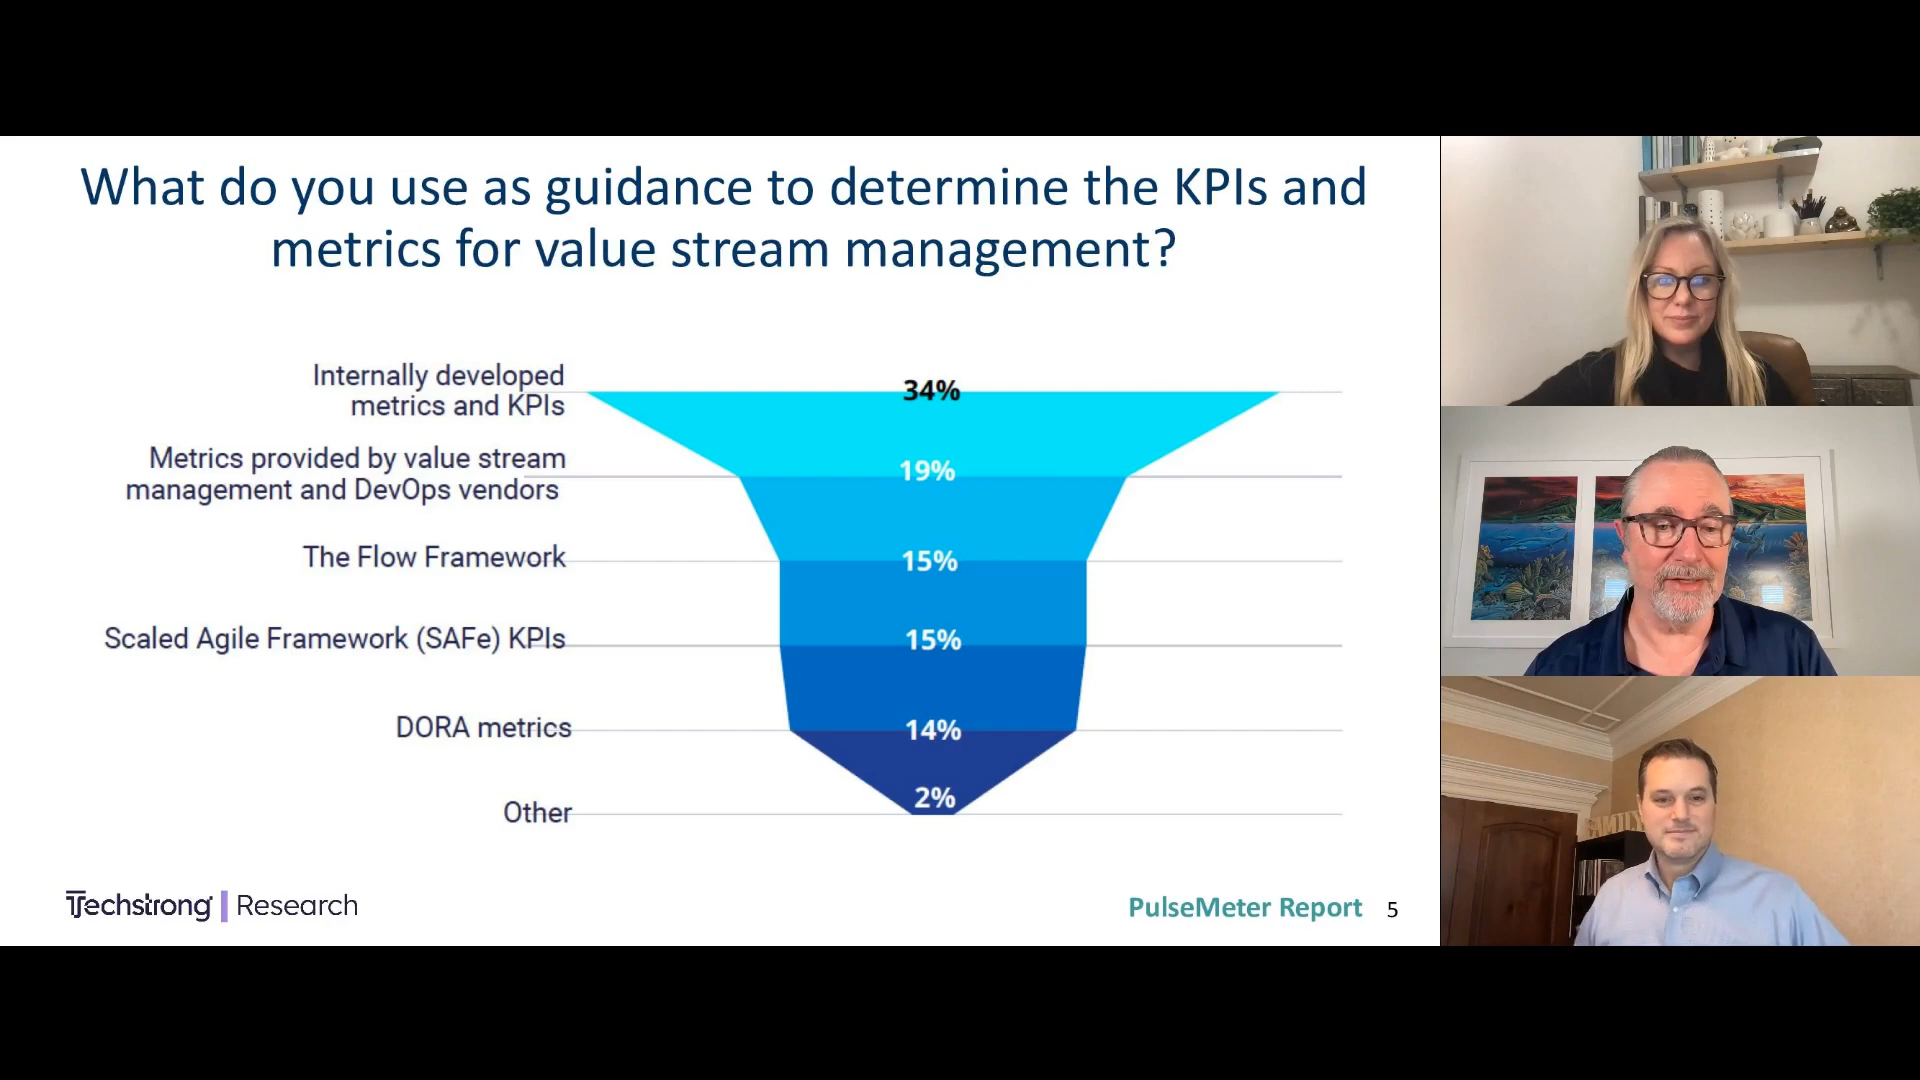 What do you use as guidance to determine the KPIs and
metrics for value stream management?
Internally developed
metrics and KPIs
34%
Metrics provided by value stream
management and DevOps vendors
19%
The Flow Framework
15%
Scaled Agile Framework (SAFe) KPIs
15%
DORA metrics
14%
Other
2%
Techstrong | Research
PulseMeter Report 5
FAMILY